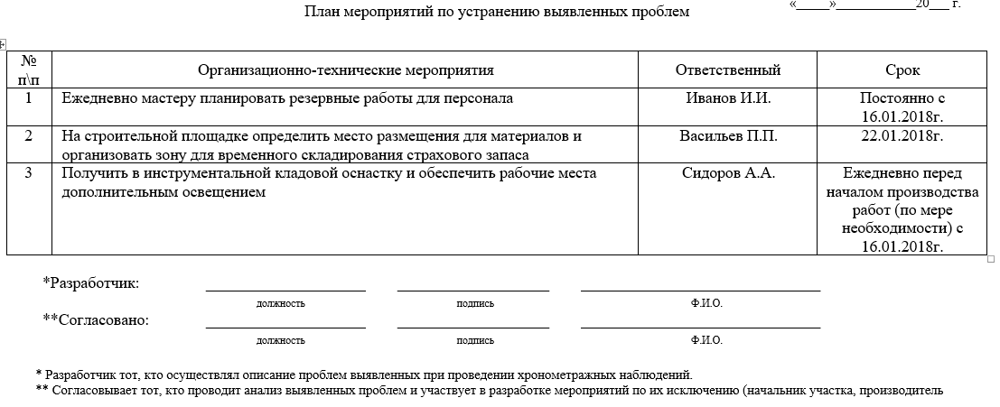 «_____»____________20___ г.
План мероприятий по устранению выявленных проблем
№ п\п
Организационно-технические мероприятия
Ответственный
Срок
1
Ежедневно мастеру планировать резервные работы для персонала
Иванов И.И.
Постоянно с
16.01.2018г.
2
На строительной площадке определить место размещения для материалов и
организовать зону для временного складирования страхового запаса
Васильев П.П.
22.01.2018г.
3
Получить в инструментальной кладовой оснастку и обеспечить рабочие места
дополнительным освещением
Сидоров А.А.
Ежедневно перед
началом производства
работ (по мере
необходимости) с
16.01.2018г.
*Разработчик:
должность подпись Ф.И.О.
**Согласовано:
должность подпись Ф.И.О.
* Разработчик тот, кто осуществлял описание проблем выявленных при проведении хронометражных наблюдений.
** Согласовывает тот, кто проводит анализ выявленных проблем и участвует в разработке мероприятий по их исключению (начальник участка, производитель